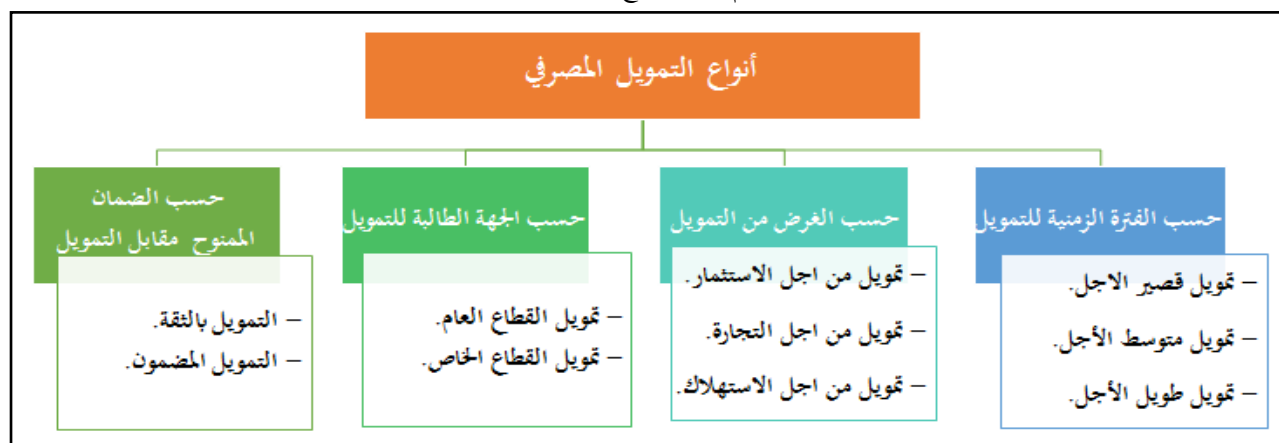 أنواع التمويل المصرفي
حسب الفترة الزمنية للتمويل
– تمويل قصير الاجل.
– تمويل متوسط الأجل.
– تمويل طويل الأجل.
حسب الغرض من التمويل
– تمويل من اجل الاستثمار.
– تمويل من اجل التجارة.
– تمويل من اجل الاستهلاك.
حسب الجهة الطالبة للتمويل
– تمويل القطاع العام.
– تمويل القطاع الخاص.
حسب الضمان
الممنوح مقابل التمويل
– التمويل بالثقة.
– التمويل المضمون.